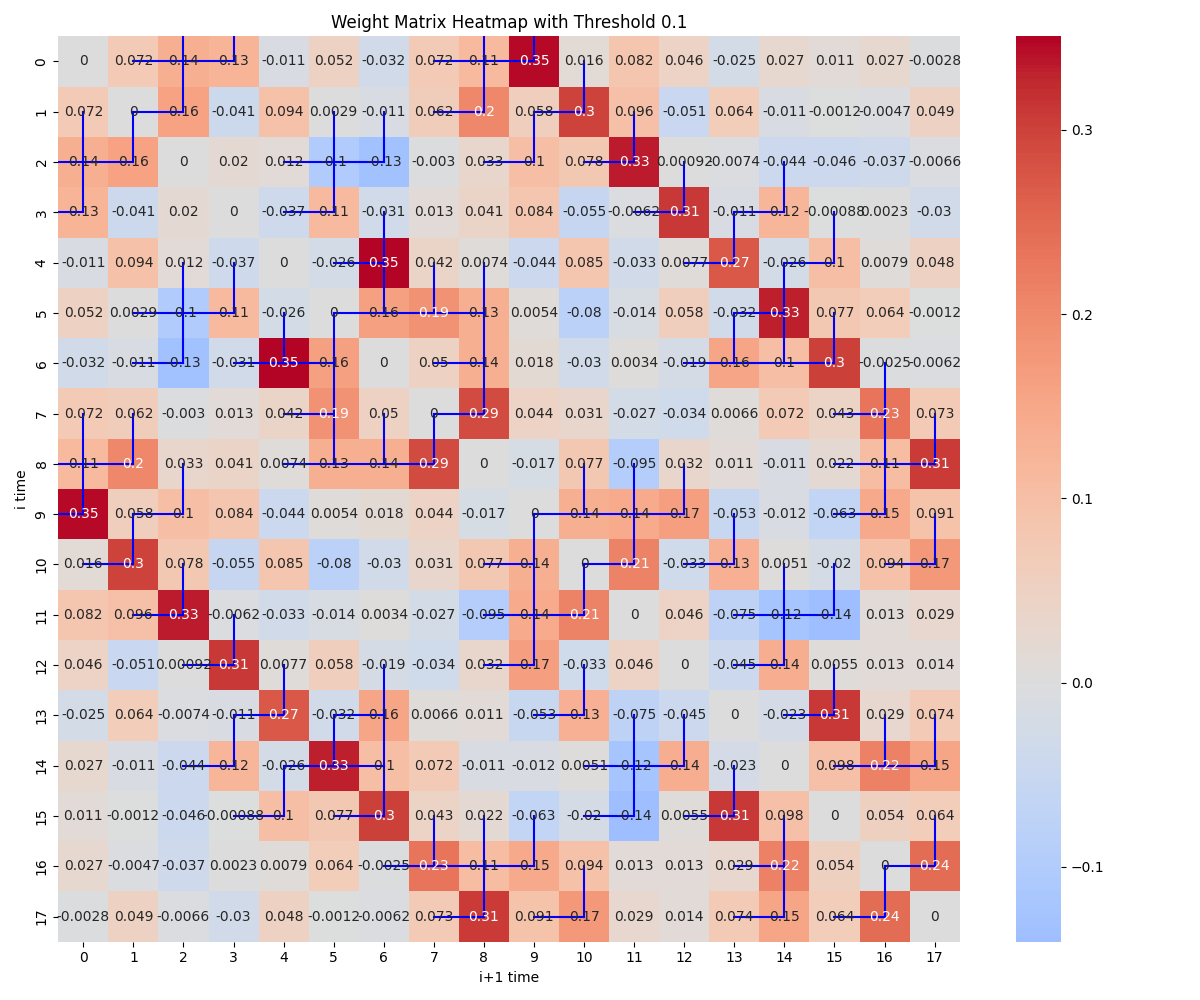 Weight Matrix Heatmap with Threshold 0.1
0 0 0.072 0.14 0.13 -0.011 0.052 -0.032 0.072 0.11 0.35 0.016 0.082 0.046 -0.025 0.027 0.011 0.027 -0.0028
1 0.072 0 0.16 -0.041 0.094 0.0029 -0.011 0.062 0.2 0.058 0.3 0.096 -0.051 0.064 -0.011 -0.0012 -0.0047 0.049
2 0.14 0.16 0 0.02 0.012 -0.1 -0.13 -0.003 0.033 0.1 0.078 0.33 0.00092 -0.0074 -0.044 -0.046 -0.037 -0.0066
3 0.13 -0.041 0.02 0 -0.037 0.11 -0.031 0.013 0.041 0.084 -0.055 -0.0062 0.31 -0.011 0.12 -0.00088 0.0023 -0.03
4 -0.011 0.094 0.012 -0.037 0 -0.026 0.35 0.042 0.0074 -0.044 0.085 -0.033 0.0077 0.27 -0.026 0.1 0.0079 0.048
5 0.052 0.0029 -0.1 0.11 -0.026 0 0.16 0.19 0.13 0.0054 -0.08 -0.014 0.058 -0.032 0.33 0.077 0.064 -0.0012
6 -0.032 -0.011 -0.13 -0.031 0.35 0.16 0 0.05 0.14 0.018 -0.03 0.0034 -0.019 0.16 0.1 0.3 -0.0025 -0.0062
7 0.072 0.062 -0.003 0.013 0.042 0.19 0.05 0 0.29 0.044 0.031 -0.027 -0.034 0.0066 0.072 0.043 0.23 0.073
8 0.11 0.2 0.033 0.041 0.0074 0.13 0.14 0.29 0 -0.017 0.077 -0.095 0.032 0.011 -0.011 0.022 0.11 0.31
9 0.35 0.058 0.1 0.084 -0.044 0.0054 0.018 0.044 -0.017 0 0.14 0.14 0.17 -0.053 -0.012 -0.063 0.15 0.091
10 0.016 0.3 0.078 -0.055 0.085 -0.08 -0.03 0.031 0.077 0.14 0 0.21 -0.033 0.13 0.0051 -0.02 0.094 0.17
11 0.082 0.096 0.33 -0.0062 -0.033 -0.014 0.0034 -0.027 -0.095 0.14 0.21 0 0.046 -0.075 -0.12 -0.14 0.013 0.029
12 0.046 -0.051 0.00092 0.31 0.0077 0.058 -0.019 -0.034 0.032 0.17 -0.033 0.046 0 -0.045 0.14 0.0055 0.013 0.014
13 -0.025 0.064 -0.0074 -0.011 0.27 -0.032 0.16 0.0066 0.011 -0.053 0.13 -0.075 -0.045 0 -0.023 0.31 0.029 0.074
14 0.027 -0.011 -0.044 0.12 -0.026 0.33 0.1 0.072 -0.011 -0.012 0.0051 -0.12 0.14 -0.023 0 0.098 0.22 0.15
15 0.011 -0.0012 -0.046 -0.00088 0.1 0.077 0.3 0.043 0.022 -0.063 -0.02 -0.14 0.0055 0.31 0.098 0 0.054 0.064
16 0.027 -0.0047 -0.037 0.0023 0.0079 0.064 -0.0025 0.23 0.11 0.15 0.094 0.013 0.013 0.029 0.22 0.054 0 0.24
17 -0.0028 0.049 -0.0066 -0.03 0.048 -0.0012 -0.0062 0.073 0.31 0.091 0.17 0.029 0.014 0.074 0.15 0.064 0.24 0
0 1 2 3 4 5 6 7 8 9 10 11 12 13 14 15 16 17
i+1 time
i time
0.3
0.2
0.1
0.0
−0.1